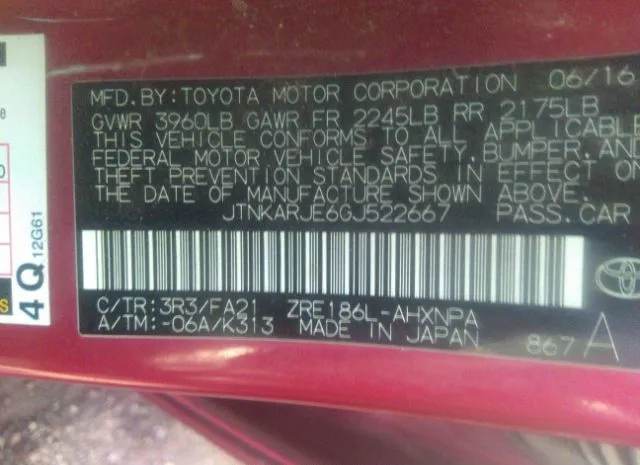 MFD.BY:TOYOTA MOTOR CORPORATION 06/16
GVWR 3960LB GAWR FR 2245LB RR 2175LB
THIS VEHICLE CONFORMS TO ALL APPLICABLE
FEDERAL MOTOR VEHICLE SAFETY,BUMPER,AND
THEFT PREVENTION STANDARDS IN EFFECT ON
THE DATE OF MANUFACTURE SHOWN ABOVE.
JTNKARJE6GJ522667 PASS.CAR
C/TR:3R3/FA21 ZRE186L-AHXNPA
A/TM:-06A/K313 MADE IN JAPAN 867 A
4Q 12G61